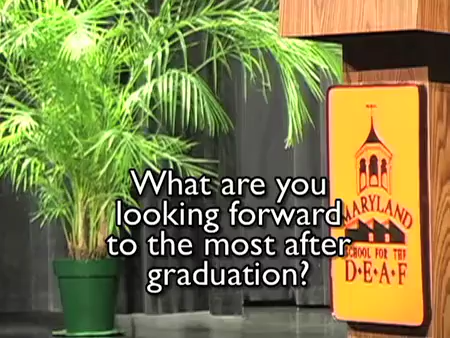 What are you
looking forward
to the most after
graduation?
MARYLAND
SCHOOL FOR THE
D•E•A•F